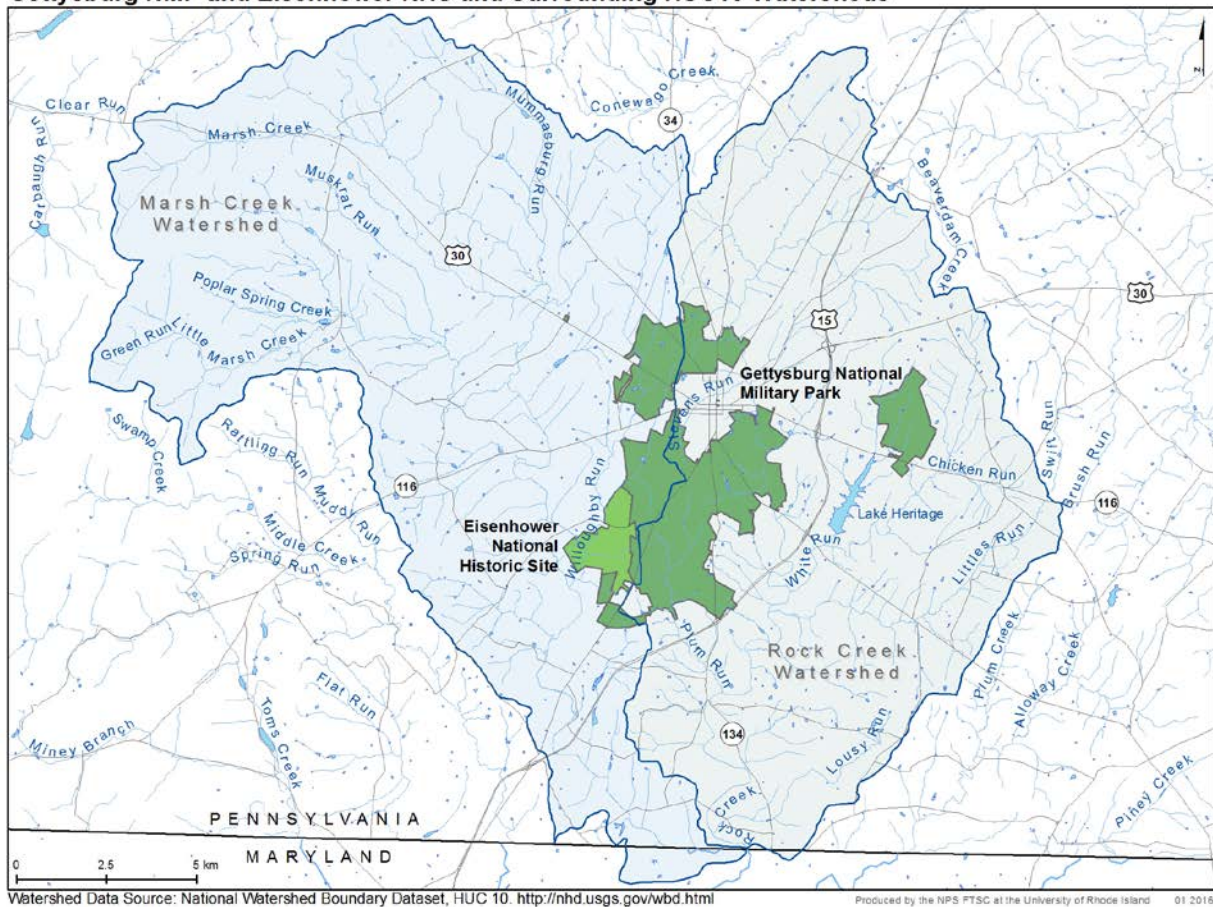 Conewago Creek
34
Clear Run
Mummasburg Run
Marsh Creek
Carbaugh Run
Muskrat Run
Beaverdam Creek
Marsh Creek
Watershed
30
30
Poplar Spring Creek
15
Green Run
Little
Marsh Creek
Gettysburg National
Military Park
Stevens Run
Swamp Creek
Rattling Run
Swift Run
Brush Run
Chicken Run
116
116
Muddy Run
Willoughby Run
Lake Heritage
Eisenhower
National
Historic Site
Middle Creek
Spring Run
White Run
Littles Run
Plum Run
Rock Creek
Watershed
Plum Creek
Alloway Creek
Flat Run
Toms Creek
Miney Branch
134
Lousy Run
Rock Creek
Piney Creek
PENNSYLVANIA
MARYLAND
0 2.5 5 km
Watershed Data Source: National Watershed Boundary Dataset, HUC 10. http://nhd.usgs.gov/wbd.html
Produced by the NPS FTSC at the University of Rhode Island 01 2016